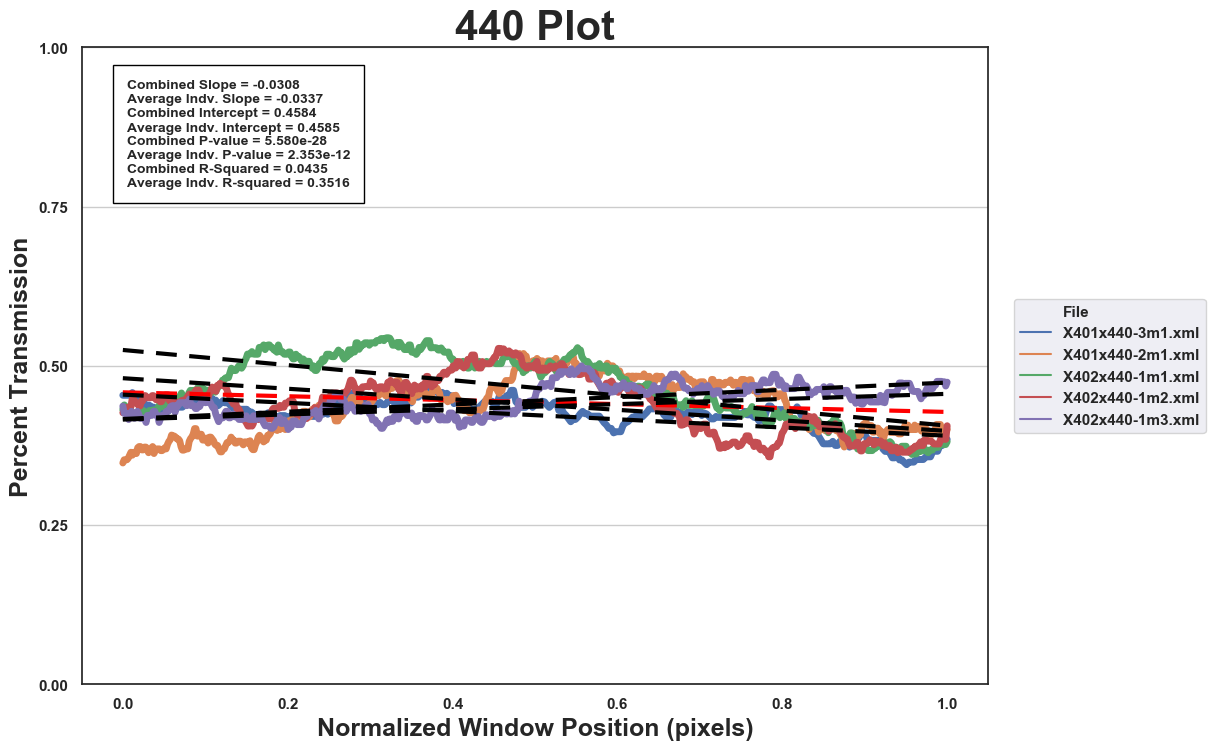 440 Plot
1.00
Combined Slope = -0.0308
Average Indv. Slope = -0.0337
Combined Intercept = 0.4584
Average Indv. Intercept = 0.4585
Combined P-value = 5.580e-28
Average Indv. P-value = 2.353e-12
Combined R-Squared = 0.0435
Average Indv. R-squared = 0.3516
0.75
Percent Transmission
0.50
0.25
0.00
0.0 0.2 0.4 0.6 0.8 1.0
Normalized Window Position (pixels)
File
X401x440-3m1.xml
X401x440-2m1.xml
X402x440-1m1.xml
X402x440-1m2.xml
X402x440-1m3.xml